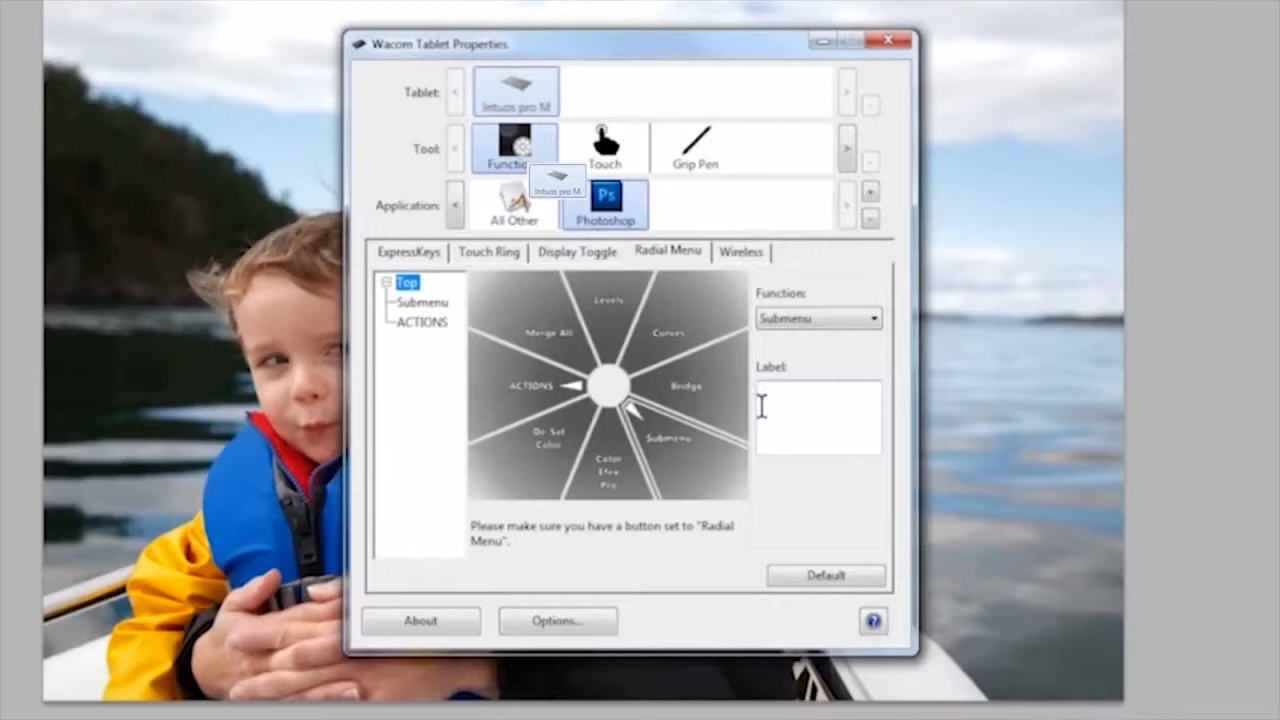 Wacom Tablet Properties
Tablet:
Intuos pro M
Tool:
Touch
Grip Pen
Intuos pro M
Application:
All Other
Ps
Photoshop
ExpressKeys
Touch Ring
Display Toggle
Radial Menu
Wireless
Top
Submenu
ACTIONS
Levels
Merge All
Curves
ACTIONS
Bridge
De-Sat
Color
Submenu
Color
Efex
Pro
Function:
Submenu
Label:
Please make sure you have a button set to "Radial
Menu".
Default
About
Options...
?